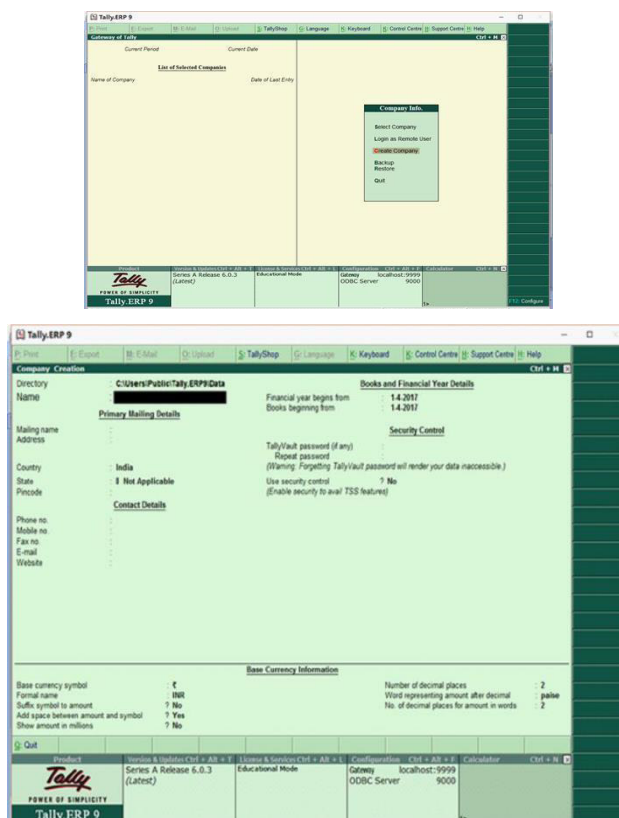 Tally.ERP 9
P: Print E: Export M: E-Mail O: Upload S: TallyShop G: Language K: Keyboard K: Control Centre H: Support Centre H: Help
Gateway of Tally Ctrl + M
Current Period Current Date
List of Selected Companies
Name of Company Date of Last Entry
Company Info.
Select Company
Login as Remote User
Create Company
Backup
Restore
Quit
Product Version & Updates Ctrl + Alt + T License & Services Ctrl + Alt + L Configuration Ctrl + Alt + F Calculator Ctrl + N
Tally
POWER OF SIMPLICITY
Tally.ERP 9
Series A Release 6.0.3
(Latest)
Educational Mode
Gateway localhost:9999
ODBC Server 9000
1>
F12: Configure
Tally.ERP 9
P: Print E: Export M: E-Mail O: Upload S: TallyShop G: Language K: Keyboard K: Control Centre H: Support Centre H: Help
Company Creation Ctrl + M
Directory : C:\Users\Public\Tally.ERP9\Data
Name :
Primary Mailing Details
Mailing name :
Address :
Country : India
State : Not Applicable
Pincode :
Contact Details
Phone no. :
Mobile no. :
Fax no. :
E-mail :
Website :
Books and Financial Year Details
Financial year begins from : 1-4-2017
Books beginning from : 1-4-2017
Security Control
TallyVault password (if any) :
Repeat password :
(Warning: Forgetting TallyVault password will render your data inaccessible.)
Use security control ? No
(Enable security to avail TSS features)
Base Currency Information
Base currency symbol : ₹
Formal name : INR
Suffix symbol to amount ? No
Add space between amount and symbol ? Yes
Show amount in millions ? No
Number of decimal places : 2
Word representing amount after decimal : paise
No. of decimal places for amount in words : 2
Q: Quit
Product Version & Updates Ctrl + Alt + T License & Services Ctrl + Alt + L Configuration Ctrl + Alt + F Calculator Ctrl + N
Tally
POWER OF SIMPLICITY
Tally.ERP 9
Series A Release 6.0.3
(Latest)
Educational Mode
Gateway localhost:9999
ODBC Server 9000